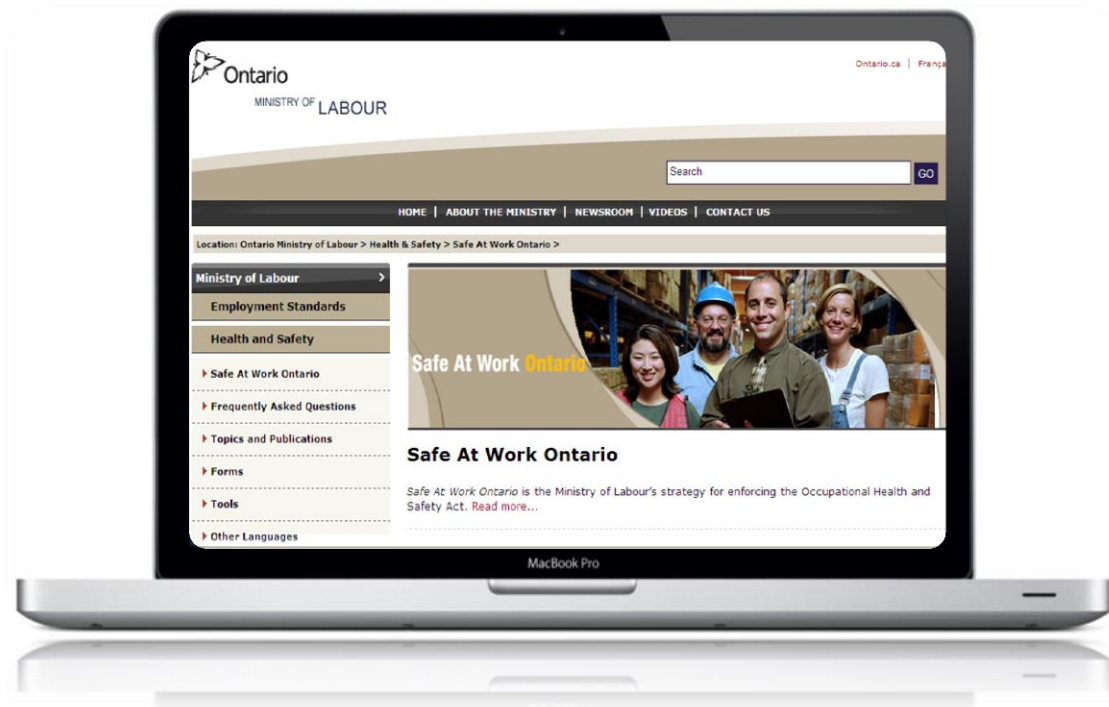 Ontario
MINISTRY OF LABOUR
Ontario.ca | França
Search
GO
HOME | ABOUT THE MINISTRY | NEWSROOM | VIDEOS | CONTACT US
Location: Ontario Ministry of Labour > Health & Safety > Safe At Work Ontario >
Ministry of Labour >
Employment Standards
Health and Safety
Safe At Work Ontario
Frequently Asked Questions
Topics and Publications
Forms
Tools
Other Languages
Safe At Work Ontario
Safe At Work Ontario
Safe At Work Ontario is the Ministry of Labour's strategy for enforcing the Occupational Health and
Safety Act. Read more...
MacBook Pro